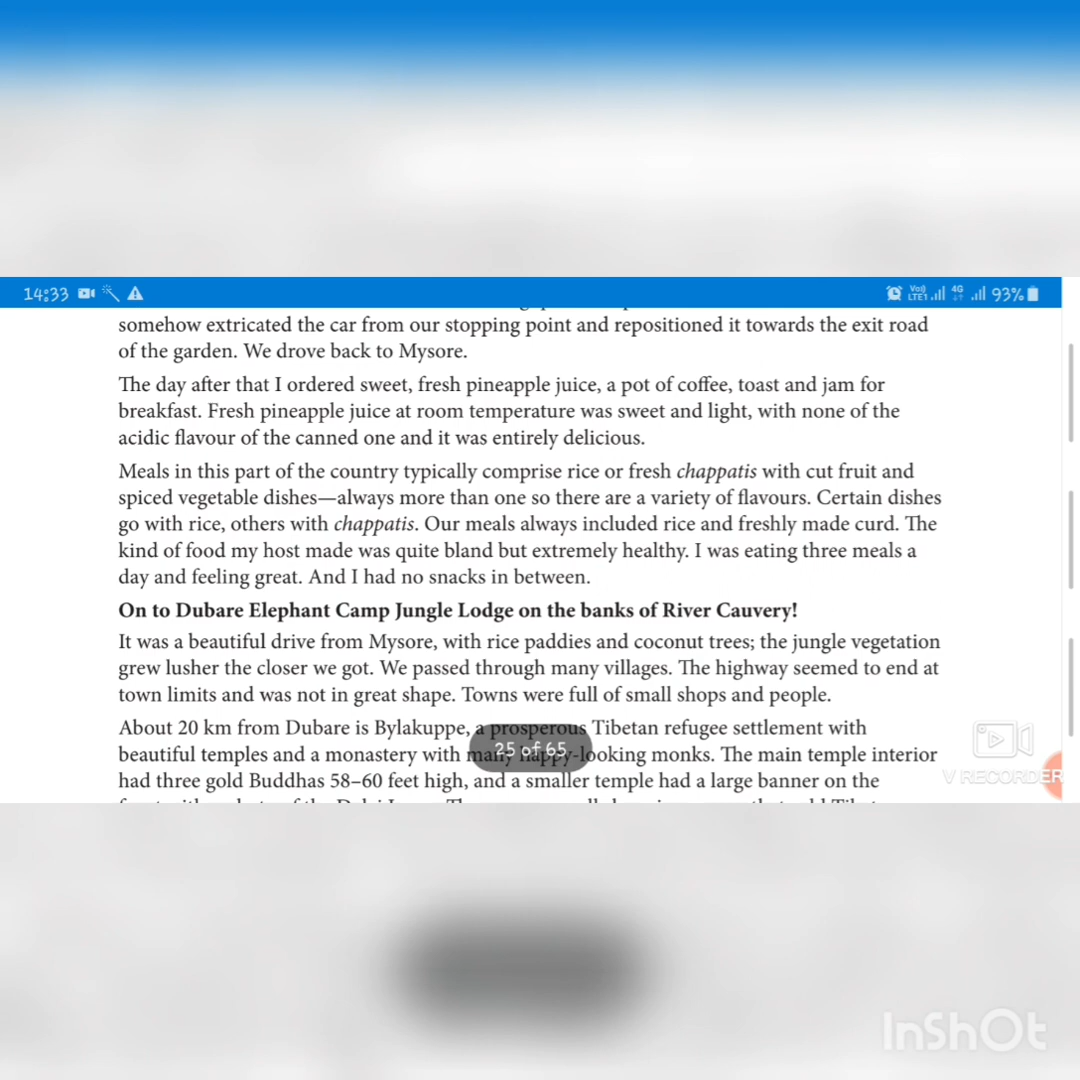 14:33
VoLTE1 4G 93%
somehow extricated the car from our stopping point and repositioned it towards the exit road
of the garden. We drove back to Mysore.
The day after that I ordered sweet, fresh pineapple juice, a pot of coffee, toast and jam for
breakfast. Fresh pineapple juice at room temperature was sweet and light, with none of the
acidic flavour of the canned one and it was entirely delicious.
Meals in this part of the country typically comprise rice or fresh chappatis with cut fruit and
spiced vegetable dishes—always more than one so there are a variety of flavours. Certain dishes
go with rice, others with chappatis. Our meals always included rice and freshly made curd. The
kind of food my host made was quite bland but extremely healthy. I was eating three meals a
day and feeling great. And I had no snacks in between.
On to Dubare Elephant Camp Jungle Lodge on the banks of River Cauvery!
It was a beautiful drive from Mysore, with rice paddies and coconut trees; the jungle vegetation
grew lusher the closer we got. We passed through many villages. The highway seemed to end at
town limits and was not in great shape. Towns were full of small shops and people.
About 20 km from Dubare is Bylakuppe, a prosperous Tibetan refugee settlement with
beautiful temples and a monastery with many happy-looking monks. The main temple interior
25 of 65
had three gold Buddhas 58–60 feet high, and a smaller temple had a large banner on the
V RECORDER
InShOt